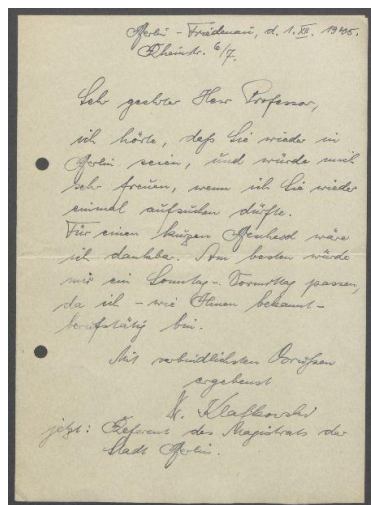 Berlin-Friedenau, d. 1. XII. 1945.
Rheinstr. 6/7.
Sehr geehrter Herr Professor,
ich hörte, daß Sie wieder in
Berlin seien, und würde mich
sehr freuen, wenn ich Sie wieder
einmal aufsuchen dürfte.
Für einen kurzen Bescheid wäre
ich dankbar. Am besten würde
mir ein Sonntag-Vormittag passen,
da ich - wie Ihnen bekannt -
berufstätig bin.
Mit verbindlichsten Grüßen
ergebenst
Klafkowski
jetzt: Referent des Magistrats der
Stadt Berlin.